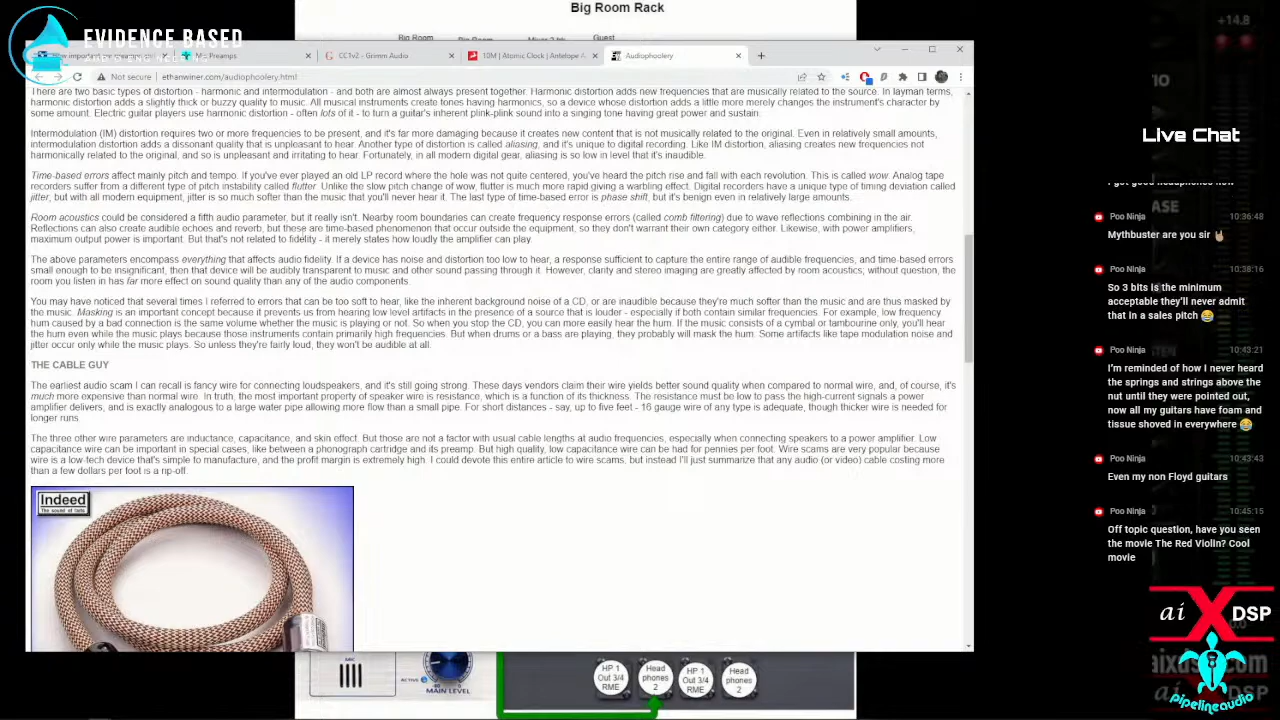 Big Room Rack
EVIDENCE BASED
Preamps
CC1v2 - Grimm Audio
10M | Atomic Clock | Antelope A
Audiophoolery
Not secure
ethanwiner.com/audiophoolery.html
There are two basic types of distortion - harmonic and intermodulation - and both are almost always present together. Harmonic distortion adds new frequencies that are musically related to the source. In layman terms,
harmonic distortion adds a slightly thick or buzzy quality to music. All musical instruments create tones having harmonics, so a device whose distortion adds a little more merely changes the instrument's character by
some amount. Electric guitar players use harmonic distortion - often lots of it - to turn a guitar's inherent plink-plink sound into a singing tone having great power and sustain.
Intermodulation (IM) distortion requires two or more frequencies to be present, and it's far more damaging because it creates new content that is not musically related to the original. Even in relatively small amounts,
intermodulation distortion adds a dissonant quality that is unpleasant to hear. Another type of distortion is called aliasing, and it's unique to digital recording. Like IM distortion, aliasing creates new frequencies not
harmonically related to the original, and so is unpleasant and irritating to hear. Fortunately, in all modern digital gear, aliasing is so low in level that it's inaudible.
Time-based errors affect mainly pitch and tempo. If you've ever played an old LP record where the hole was not quite centered, you've heard the pitch rise and fall with each revolution. This is called wow. Analog tape
recorders suffer from a different type of pitch instability called flutter. Unlike the slow pitch change of wow, flutter is much more rapid giving a warbling effect. Digital recorders have a unique type of timing deviation called
jitter, but with all modern equipment, jitter is so much softer than the music that you'll never hear it. The last type of time-based error is phase shift, but it's benign even in relatively large amounts.
Room acoustics could be considered a fifth audio parameter, but it really isn't. Nearby room boundaries can create frequency response errors (called comb filtering) due to wave reflections combining in the air.
Reflections can also create audible echoes and reverb, but these are time-based phenomenon that occur outside the equipment, so they don't warrant their own category either. Likewise, with power amplifiers,
maximum output power is important. But that's not related to fidelity - it merely states how loudly the amplifier can play.
The above parameters encompass everything that affects audio fidelity. If a device has noise and distortion too low to hear, a response sufficient to capture the entire range of audible frequencies, and time-based errors
small enough to be insignificant, then that device will be audibly transparent to music and other sound passing through it. However, clarity and stereo imaging are greatly affected by room acoustics; without question, the
room you listen in has far more effect on sound quality than any of the audio components.
You may have noticed that several times I referred to errors that can be too soft to hear, like the inherent background noise of a CD, or are inaudible because they're much softer than the music and are thus masked by
the music. Masking is an important concept because it prevents us from hearing low level artifacts in the presence of a source that is louder - especially if both contain similar frequencies. For example, low frequency
hum caused by a bad connection is the same volume whether the music is playing or not. So when you stop the CD, you can more easily hear the hum. If the music consists of a cymbal or tambourine only, you'll hear
the hum even while the music plays because those instruments contain primarily high frequencies. But when drums or a bass are playing, they probably will mask the hum. Some artifacts like tape modulation noise and
jitter occur only while the music plays. So unless they're fairly loud, they won't be audible at all.
THE CABLE GUY
The earliest audio scam I can recall is fancy wire for connecting loudspeakers, and it's still going strong. These days vendors claim their wire yields better sound quality when compared to normal wire, and, of course, it's
much more expensive than normal wire. In truth, the most important property of speaker wire is resistance, which is a function of its thickness. The resistance must be low to pass the high-current signals a power
amplifier delivers, and is exactly analogous to a large water pipe allowing more flow than a small pipe. For short distances - say, up to five feet - 16 gauge wire of any type is adequate, though thicker wire is needed for
longer runs.
The three other wire parameters are inductance, capacitance, and skin effect. But those are not a factor with usual cable lengths at audio frequencies, especially when connecting speakers to a power amplifier. Low
capacitance wire can be important in special cases, like between a phonograph cartridge and its preamp. But high quality, low capacitance wire can be had for pennies per foot. Wire scams are very popular because
wire is a low-tech device that's simple to manufacture, and the profit margin is extremely high. I could devote this entire article to wire scams, but instead I'll just summarize that any audio (or video) cable costing more
than a few dollars per foot is a rip-off.
Indeed
The sound of facts
ACTIVE
MAIN LEVEL
HP 1
Out 3/4
RME
Head
phones
2
HP 1
Out 3/4
RME
Head
phones
2
+14.8
Live Chat
Poo Ninja 10:36:48
Mythbuster are you sir 🤘🏼
Poo Ninja 10:38:16
So 3 bits is the minimum
acceptable they'll never admit
that in a sales pitch 😂
Poo Ninja 10:43:21
I'm reminded of how I never heard
the springs and strings above the
nut until they were pointed out,
now all my guitars have foam and
tissue shoved in everywhere 😂
Poo Ninja 10:43:43
Even my non Floyd guitars
Poo Ninja 10:45:15
Off topic question, have you seen
the movie The Red Violin? Cool
movie
ai X DSP
pipelineaudio